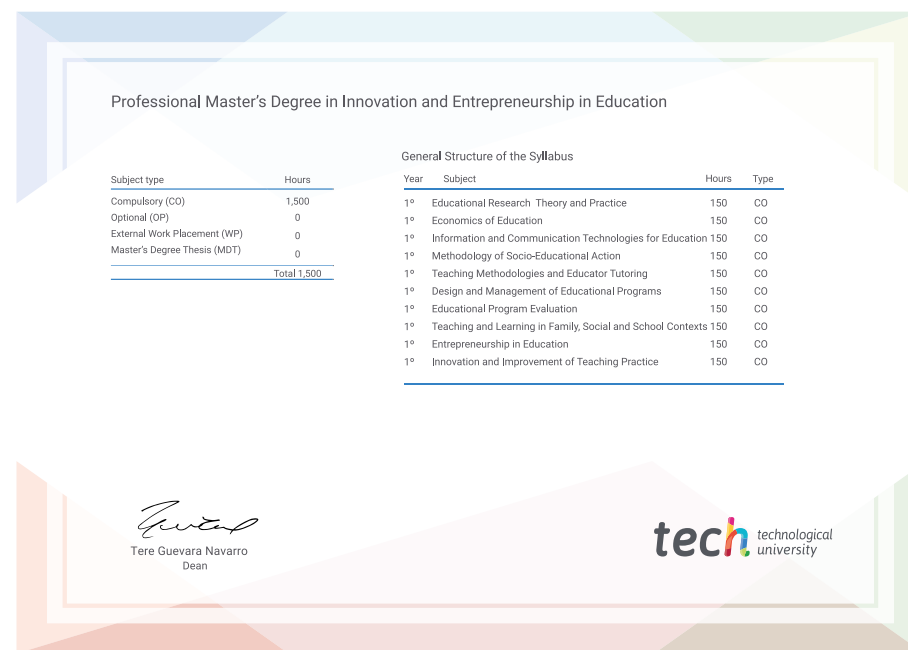 Professional Master's Degree in Innovation and Entrepreneurship in Education
Subject type Hours
Compulsory (CO) 1,500
Optional (OP) 0
External Work Placement (WP) 0
Master's Degree Thesis (MDT) 0
Total 1,500
General Structure of the Syllabus
Year Subject Hours Type
1º Educational Research Theory and Practice 150 CO
1º Economics of Education 150 CO
1º Information and Communication Technologies for Education 150 CO
1º Methodology of Socio-Educational Action 150 CO
1º Teaching Methodologies and Educator Tutoring 150 CO
1º Design and Management of Educational Programs 150 CO
1º Educational Program Evaluation 150 CO
1º Teaching and Learning in Family, Social and School Contexts 150 CO
1º Entrepreneurship in Education 150 CO
1º Innovation and Improvement of Teaching Practice 150 CO
Tere Guevara Navarro
Dean
tech technological
university